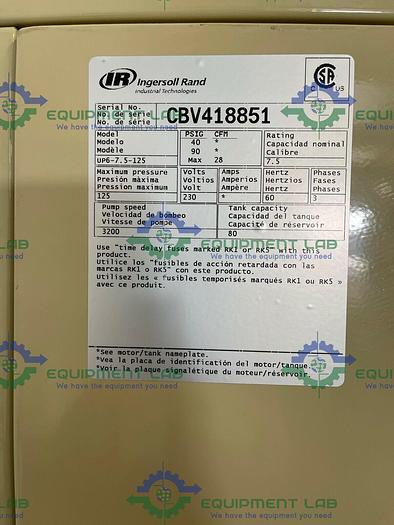 IR Ingersoll Rand
Industrial Technologies
CSA
C US
Serial No.
No. de serie
No. de série
CBV418851
Model
Modelo
Modèle
UP6-7.5-125
PSIG CFM
40 *
90 *
Max 28
Rating
Capacidad nominal
Calibre
7.5
Maximum pressure
Presión màxima
Pression maximum
125
Volts
Voltios
Volts
230
Amps
Amperios
Ampère
*
Hertz
Hertzios
Hertz
60
Phases
Fases
Phases
3
Pump speed
Velocidad de bombeo
Vitesse de pompe
3200
Tank capacity
Capacidad del tanque
Capacité de réservoir
80
Use "time delay fuses marked RK1 or RK5" with this
product.
Utilice los "fusibles de acción retardada con las
marcas RK1 o RK5" con este producto.
Utilisez les « fusibles temporisés marqués RK1 ou RK5 »
avec ce produit.
*See motor/tank nameplate.
*Vea la placa de identificación del motor/tanque.
*Voir la plaque signalétique du moteur/réservoir.
EQUIPMENT LAB
We have the equipment you need